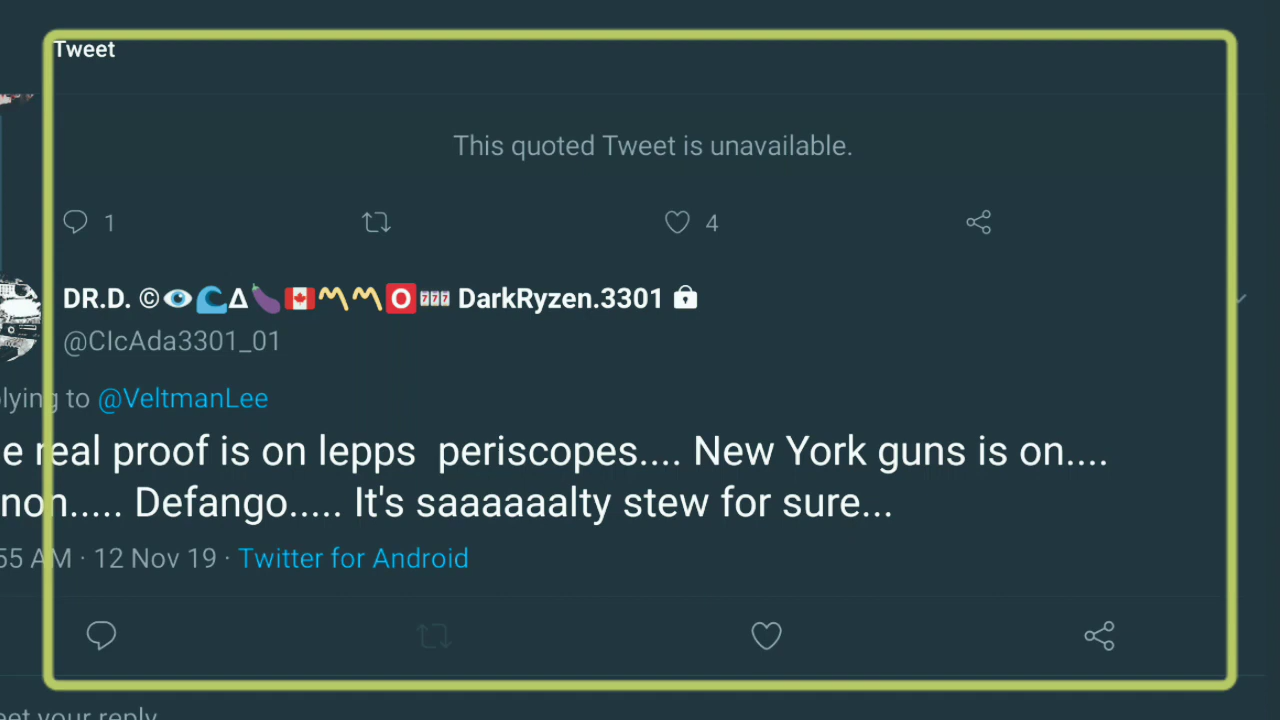 Tweet
This quoted Tweet is unavailable.
1 4
DR.D. ©👁🌊∆🍆🇨🇦〽〽🅾🎰 DarkRyzen.3301 🔒
@CIcAda3301_01
lying to @VeltmanLee
e real proof is on lepps periscopes.... New York guns is on....
non..... Defango..... It's saaaaaalty stew for sure...
55 AM · 12 Nov 19 · Twitter for Android
eet your reply